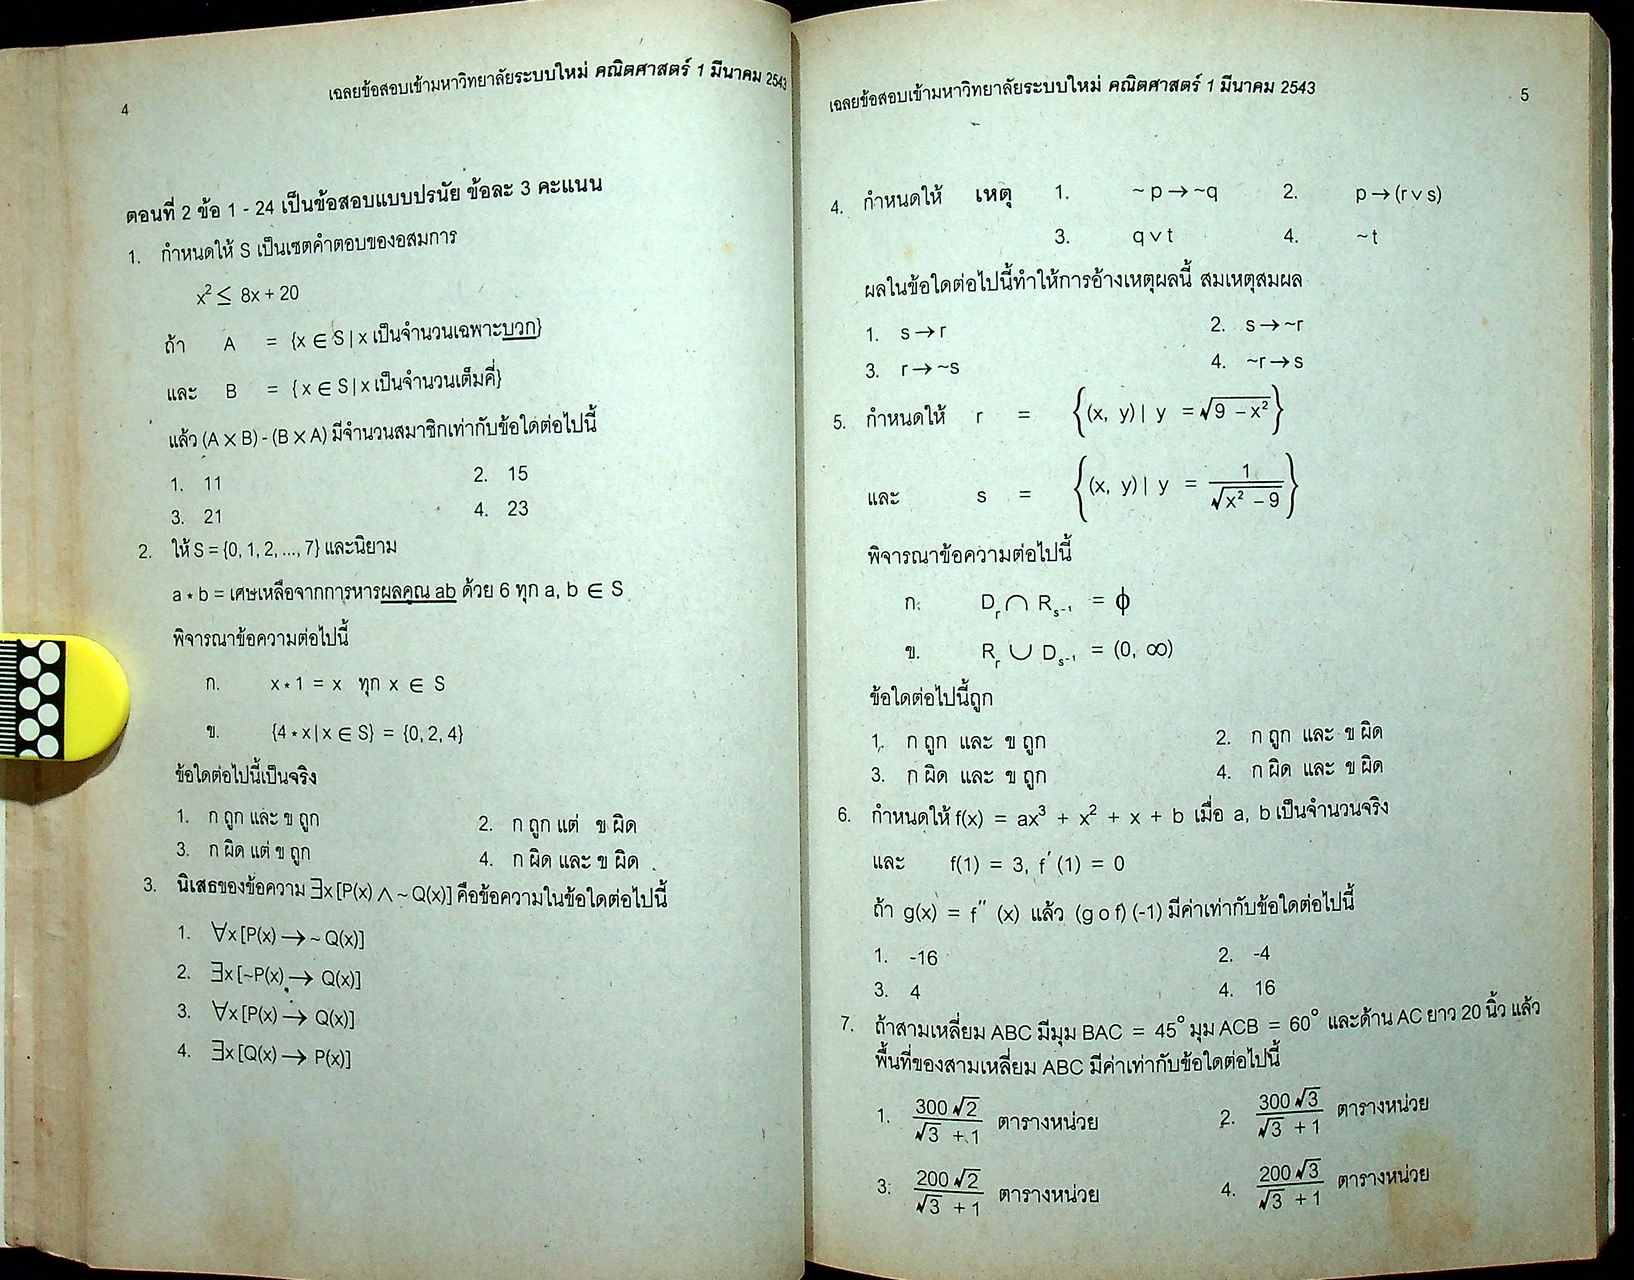 4
เฉลยข้อสอบเข้ามหาวิทยาลัยระบบใหม่ คณิตศาสตร์ 1 มีนาคม 2543
ตอนที่ 2 ข้อ 1 - 24 เป็นข้อสอบแบบปรนัย ข้อละ 3 คะแนน
1. กำหนดให้ S เป็นเซตคำตอบของอสมการ
x² ≤ 8x + 20
ถ้า A = {x ∈ S | x เป็นจำนวนเฉพาะบวก}
และ B = {x ∈ S | x เป็นจำนวนเต็มคี่}
แล้ว (A × B) - (B × A) มีจำนวนสมาชิกเท่ากับข้อใดต่อไปนี้
1. 11 2. 15
3. 21 4. 23
2. ให้ S = {0, 1, 2, ..., 7} และนิยาม
a * b = เศษเหลือจากการหารผลคูณ ab ด้วย 6 ทุก a, b ∈ S
พิจารณาข้อความต่อไปนี้
ก. x * 1 = x ทุก x ∈ S
ข. {4 * x | x ∈ S} = {0, 2, 4}
ข้อใดต่อไปนี้เป็นจริง
1. ก ถูก และ ข ถูก 2. ก ถูก แต่ ข ผิด
3. ก ผิด แต่ ข ถูก 4. ก ผิด และ ข ผิด
3. นิเสธของข้อความ ∃x [P(x) ∧ ~ Q(x)] คือข้อความในข้อใดต่อไปนี้
1. ∀x [P(x) → ~ Q(x)]
2. ∃x [~P(x) → Q(x)]
3. ∀x [P(x) → Q(x)]
4. ∃x [Q(x) → P(x)]
เฉลยข้อสอบเข้ามหาวิทยาลัยระบบใหม่ คณิตศาสตร์ 1 มีนาคม 2543
5
4. กำหนดให้ เหตุ 1. ~ p → ~q 2. p → (r ∨ s)
3. q ∨ t 4. ~ t
ผลในข้อใดต่อไปนี้ทำให้การอ้างเหตุผลนี้ สมเหตุสมผล
1. s → r 2. s → ~r
3. r → ~s 4. ~r → s
5. กำหนดให้ r = {(x, y) | y = √(9 - x²)}
และ s = {(x, y) | y = 1/√(x² - 9)}
พิจารณาข้อความต่อไปนี้
ก. Dᵣ ∩ Rₛ₋₁ = ϕ
ข. Rᵣ ∪ Dₛ₋₁ = (0, ∞)
ข้อใดต่อไปนี้ถูก
1. ก ถูก และ ข ถูก 2. ก ถูก และ ข ผิด
3. ก ผิด และ ข ถูก 4. ก ผิด และ ข ผิด
6. กำหนดให้ f(x) = ax³ + x² + x + b เมื่อ a, b เป็นจำนวนจริง
และ f(1) = 3, f′(1) = 0
ถ้า g(x) = f″ (x) แล้ว (g o f) (-1) มีค่าเท่ากับข้อใดต่อไปนี้
1. -16 2. -4
3. 4 4. 16
7. ถ้าสามเหลี่ยม ABC มีมุม BAC = 45° มุม ACB = 60° และด้าน AC ยาว 20 นิ้ว แล้ว
พื้นที่ของสามเหลี่ยม ABC มีค่าเท่ากับข้อใดต่อไปนี้
1. 300√2/(√3 + 1) ตารางหน่วย 2. 300√3/(√3 + 1) ตารางหน่วย
3. 200√2/(√3 + 1) ตารางหน่วย 4. 200√3/(√3 + 1) ตารางหน่วย